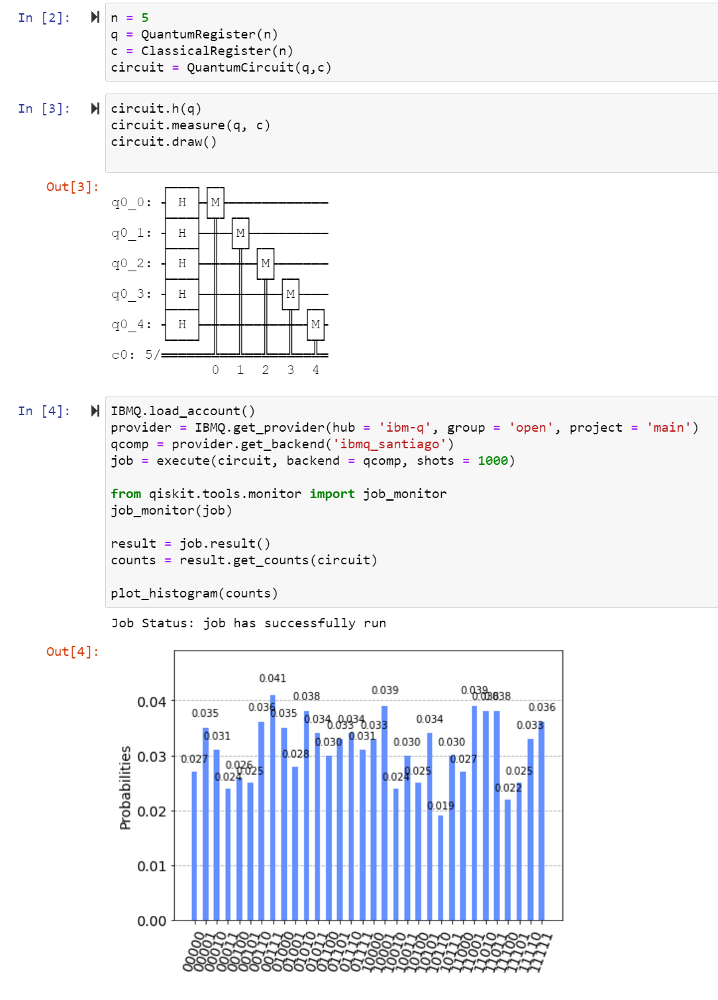 In [2]:
n = 5
q = QuantumRegister(n)
c = ClassicalRegister(n)
circuit = QuantumCircuit(q,c)
In [3]:
circuit.h(q)
circuit.measure(q, c)
circuit.draw()
Out[3]:
q0_0: H M
q0_1: H M
q0_2: H M
q0_3: H M
q0_4: H M
c0: 5/
0 1 2 3 4
In [4]:
IBMQ.load_account()
provider = IBMQ.get_provider(hub = 'ibm-q', group = 'open', project = 'main')
qcomp = provider.get_backend('ibmq_santiago')
job = execute(circuit, backend = qcomp, shots = 1000)
from qiskit.tools.monitor import job_monitor
job_monitor(job)
result = job.result()
counts = result.get_counts(circuit)
plot_histogram(counts)
Job Status: job has successfully run
Out[4]:
Probabilities
0.04
0.03
0.02
0.01
0.00
0.027
0.035
0.031
0.024
0.026
0.025
0.036
0.041
0.035
0.028
0.038
0.034
0.030
0.033
0.034
0.031
0.033
0.039
0.024
0.030
0.025
0.034
0.019
0.030
0.027
0.039
0.038
0.038
0.022
0.025
0.033
0.036
00000
00001
00010
00011
00100
00101
00110
00111
01000
01001
01010
01011
01100
01101
01110
01111
10000
10001
10010
10011
10100
10101
10110
10111
11000
11001
11010
11011
11100
11101
11110
11111